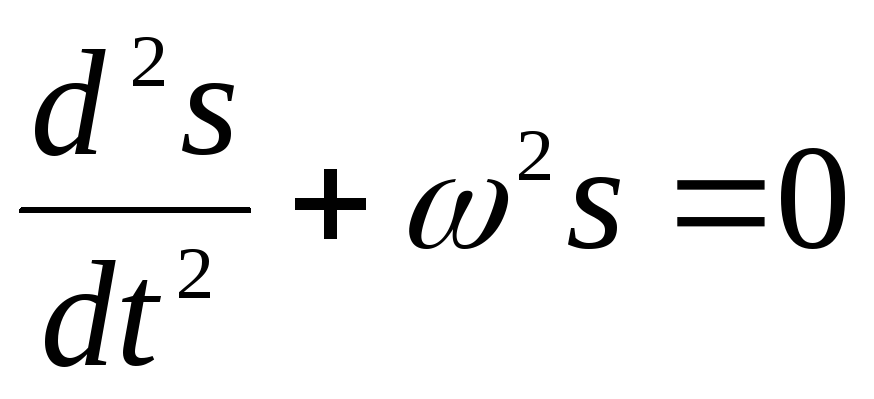 d²s/dt² + ω²s = 0